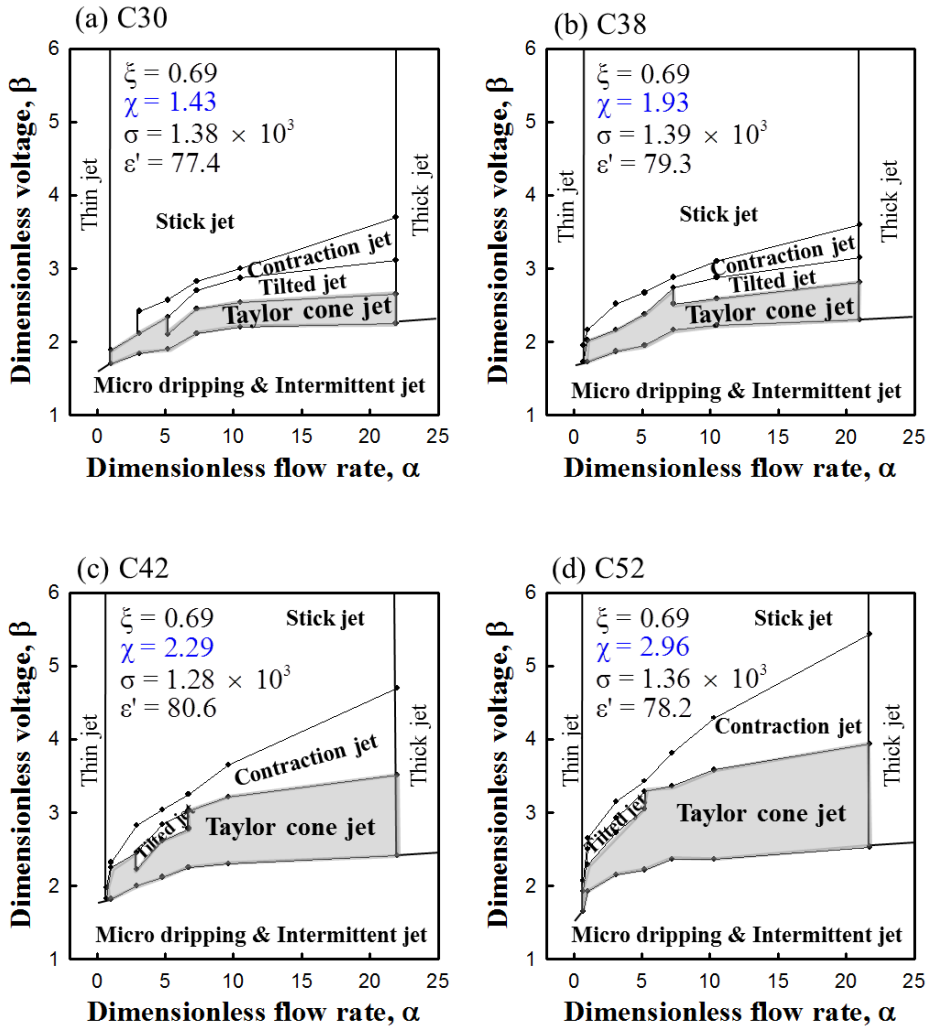 (a) C30
Dimensionless voltage, β
6
5
4
3
2
1
ξ = 0.69
χ = 1.43
σ = 1.38 × 10³
ε' = 77.4
Thin jet
Stick jet
Thick jet
Contraction jet
Tilted jet
Taylor cone jet
Micro dripping & Intermittent jet
0 5 10 15 20 25
Dimensionless flow rate, α
(b) C38
Dimensionless voltage, β
6
5
4
3
2
1
ξ = 0.69
χ = 1.93
σ = 1.39 × 10³
ε' = 79.3
Thin jet
Stick jet
Thick jet
Contraction jet
Tilted jet
Taylor cone jet
Micro dripping & Intermittent jet
0 5 10 15 20 25
Dimensionless flow rate, α
(c) C42
Dimensionless voltage, β
6
5
4
3
2
1
ξ = 0.69
χ = 2.29
σ = 1.28 × 10³
ε' = 80.6
Stick jet
Thin jet
Thick jet
Contraction jet
Tilted jet
Taylor cone jet
Micro dripping & Intermittent jet
0 5 10 15 20 25
Dimensionless flow rate, α
(d) C52
Dimensionless voltage, β
6
5
4
3
2
1
ξ = 0.69
χ = 2.96
σ = 1.36 × 10³
ε' = 78.2
Stick jet
Thin jet
Thick jet
Contraction jet
Tilted jet
Taylor cone jet
Micro dripping & Intermittent jet
0 5 10 15 20 25
Dimensionless flow rate, α